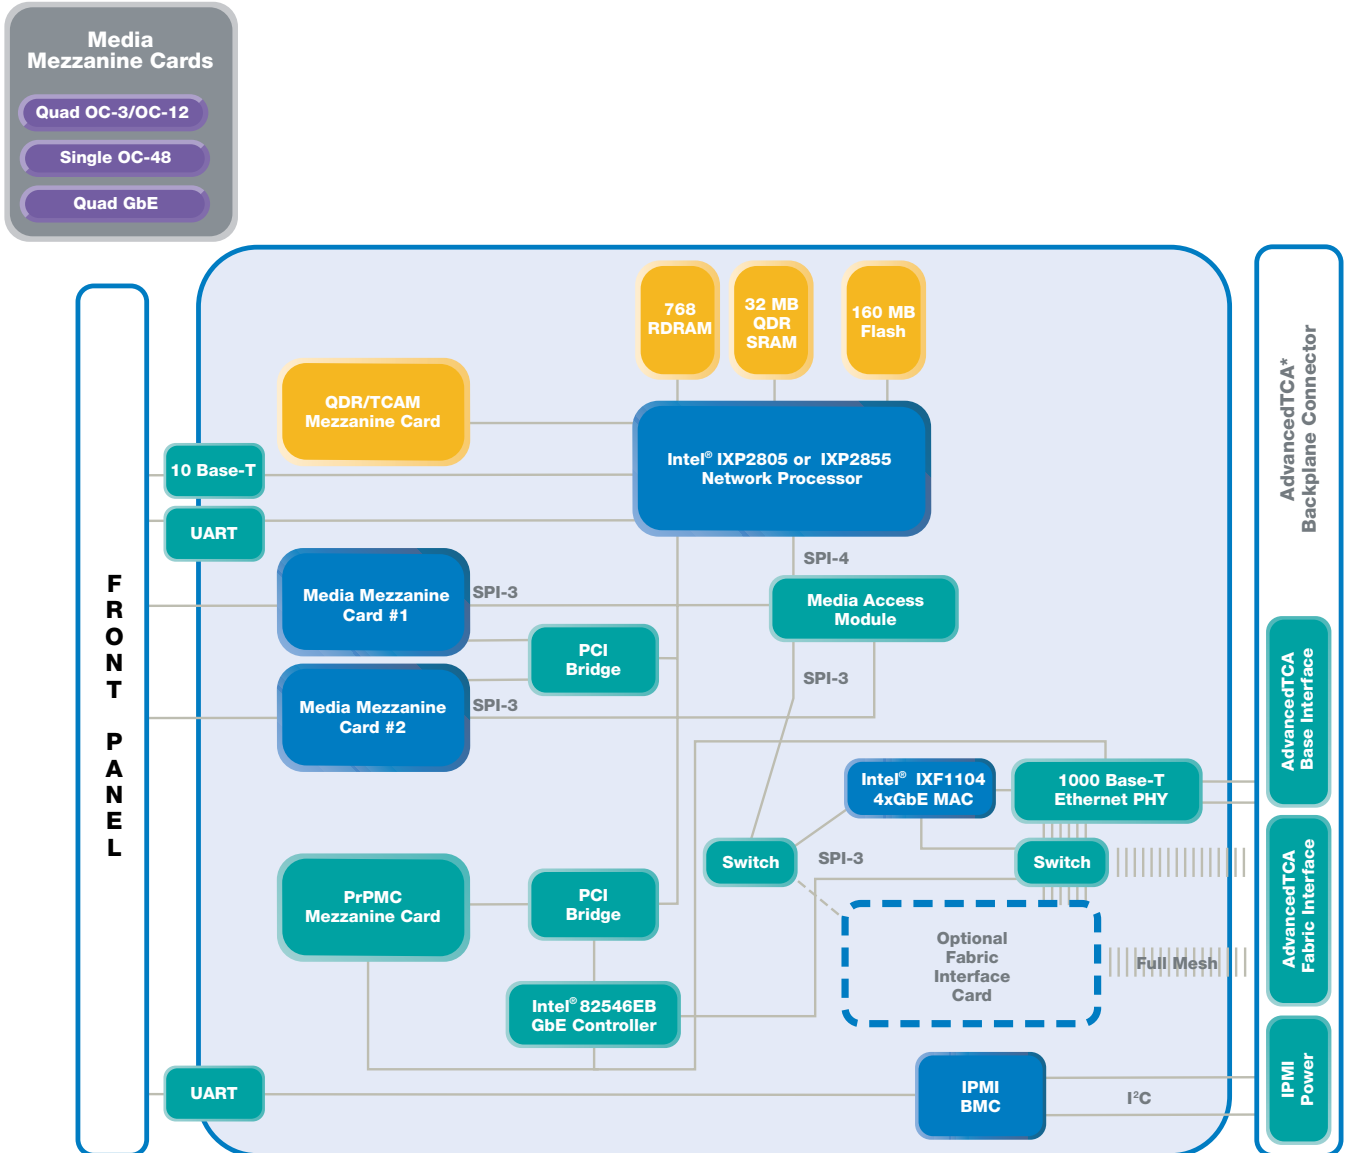 Media
Mezzanine Cards
Quad OC-3/OC-12
Single OC-48
Quad GbE
768
RDRAM
32 MB
QDR
SRAM
160 MB
Flash
QDR/TCAM
Mezzanine Card
Intel® IXP2805 or IXP2855
Network Processor
10 Base-T
UART
SPI-4
Media Mezzanine
Card #1
SPI-3
Media Access
Module
PCI
Bridge
Media Mezzanine
Card #2
SPI-3
SPI-3
FRONT PANEL
Intel® IXF1104
4xGbE MAC
1000 Base-T
Ethernet PHY
Switch
SPI-3
Switch
PrPMC
Mezzanine Card
PCI
Bridge
Optional
Fabric
Interface
Card
Full Mesh
Intel® 82546EB
GbE Controller
UART
IPMI
BMC
I²C
AdvancedTCA*
Backplane Connector
AdvancedTCA
Base Interface
AdvancedTCA
Fabric Interface
IPMI
Power